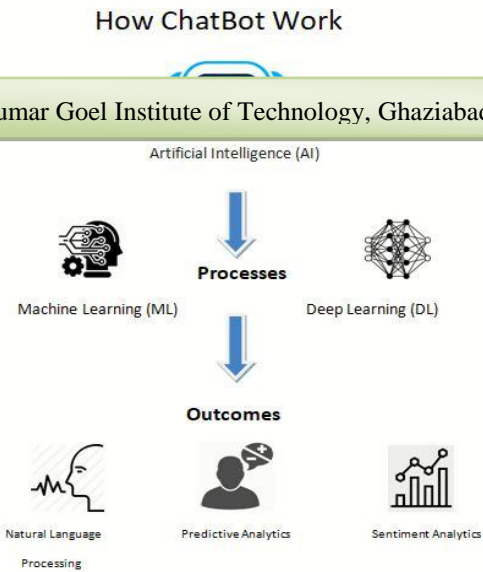 How ChatBot Work
umar Goel Institute of Technology, Ghaziabad
Artificial Intelligence (AI)
Processes
Machine Learning (ML) Deep Learning (DL)
Outcomes
Natural Language Predictive Analytics Sentiment Analytics
Processing